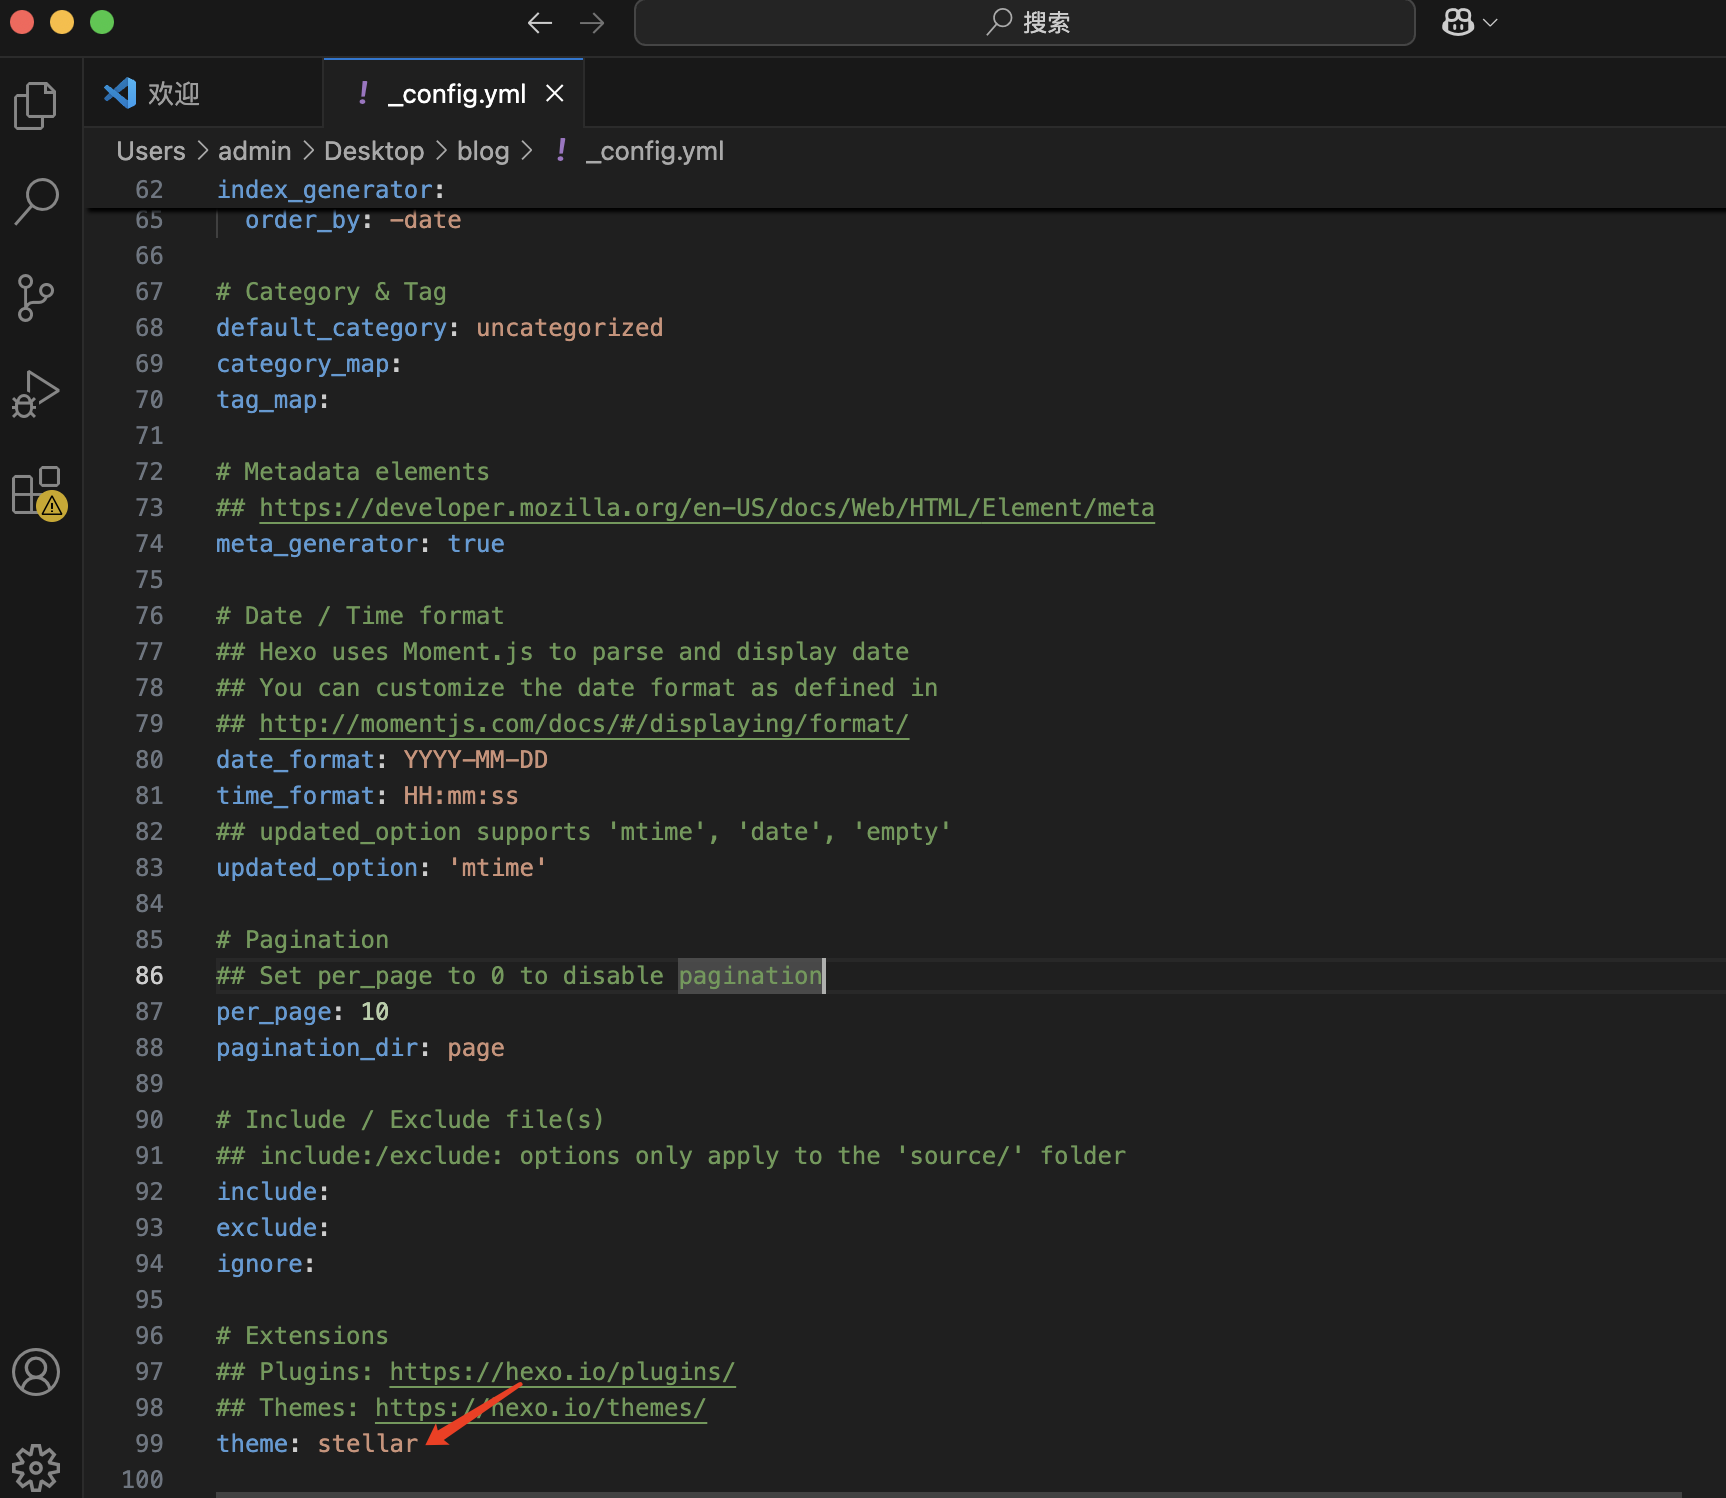 搜索
欢迎
! _config.yml
Users > admin > Desktop > blog > ! _config.yml
62 index_generator:
65 order_by: -date
66
67 # Category & Tag
68 default_category: uncategorized
69 category_map:
70 tag_map:
71
72 # Metadata elements
73 ## https://developer.mozilla.org/en-US/docs/Web/HTML/Element/meta
74 meta_generator: true
75
76 # Date / Time format
77 ## Hexo uses Moment.js to parse and display date
78 ## You can customize the date format as defined in
79 ## http://momentjs.com/docs/#/displaying/format/
80 date_format: YYYY-MM-DD
81 time_format: HH:mm:ss
82 ## updated_option supports 'mtime', 'date', 'empty'
83 updated_option: 'mtime'
84
85 # Pagination
86 ## Set per_page to 0 to disable pagination
87 per_page: 10
88 pagination_dir: page
89
90 # Include / Exclude file(s)
91 ## include:/exclude: options only apply to the 'source/' folder
92 include:
93 exclude:
94 ignore:
95
96 # Extensions
97 ## Plugins: https://hexo.io/plugins/
98 ## Themes: https://hexo.io/themes/
99 theme: stellar
100